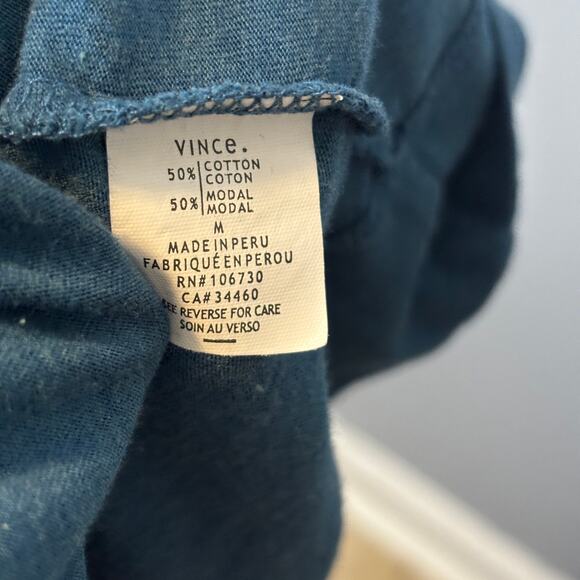 VINCE.
50% COTTON
COTON
50% MODAL
MODAL
M
MADE IN PERU
FABRIQUÉ EN PEROU
RN# 106730
CA# 34460
EE REVERSE FOR CARE
SOIN AU VERSO